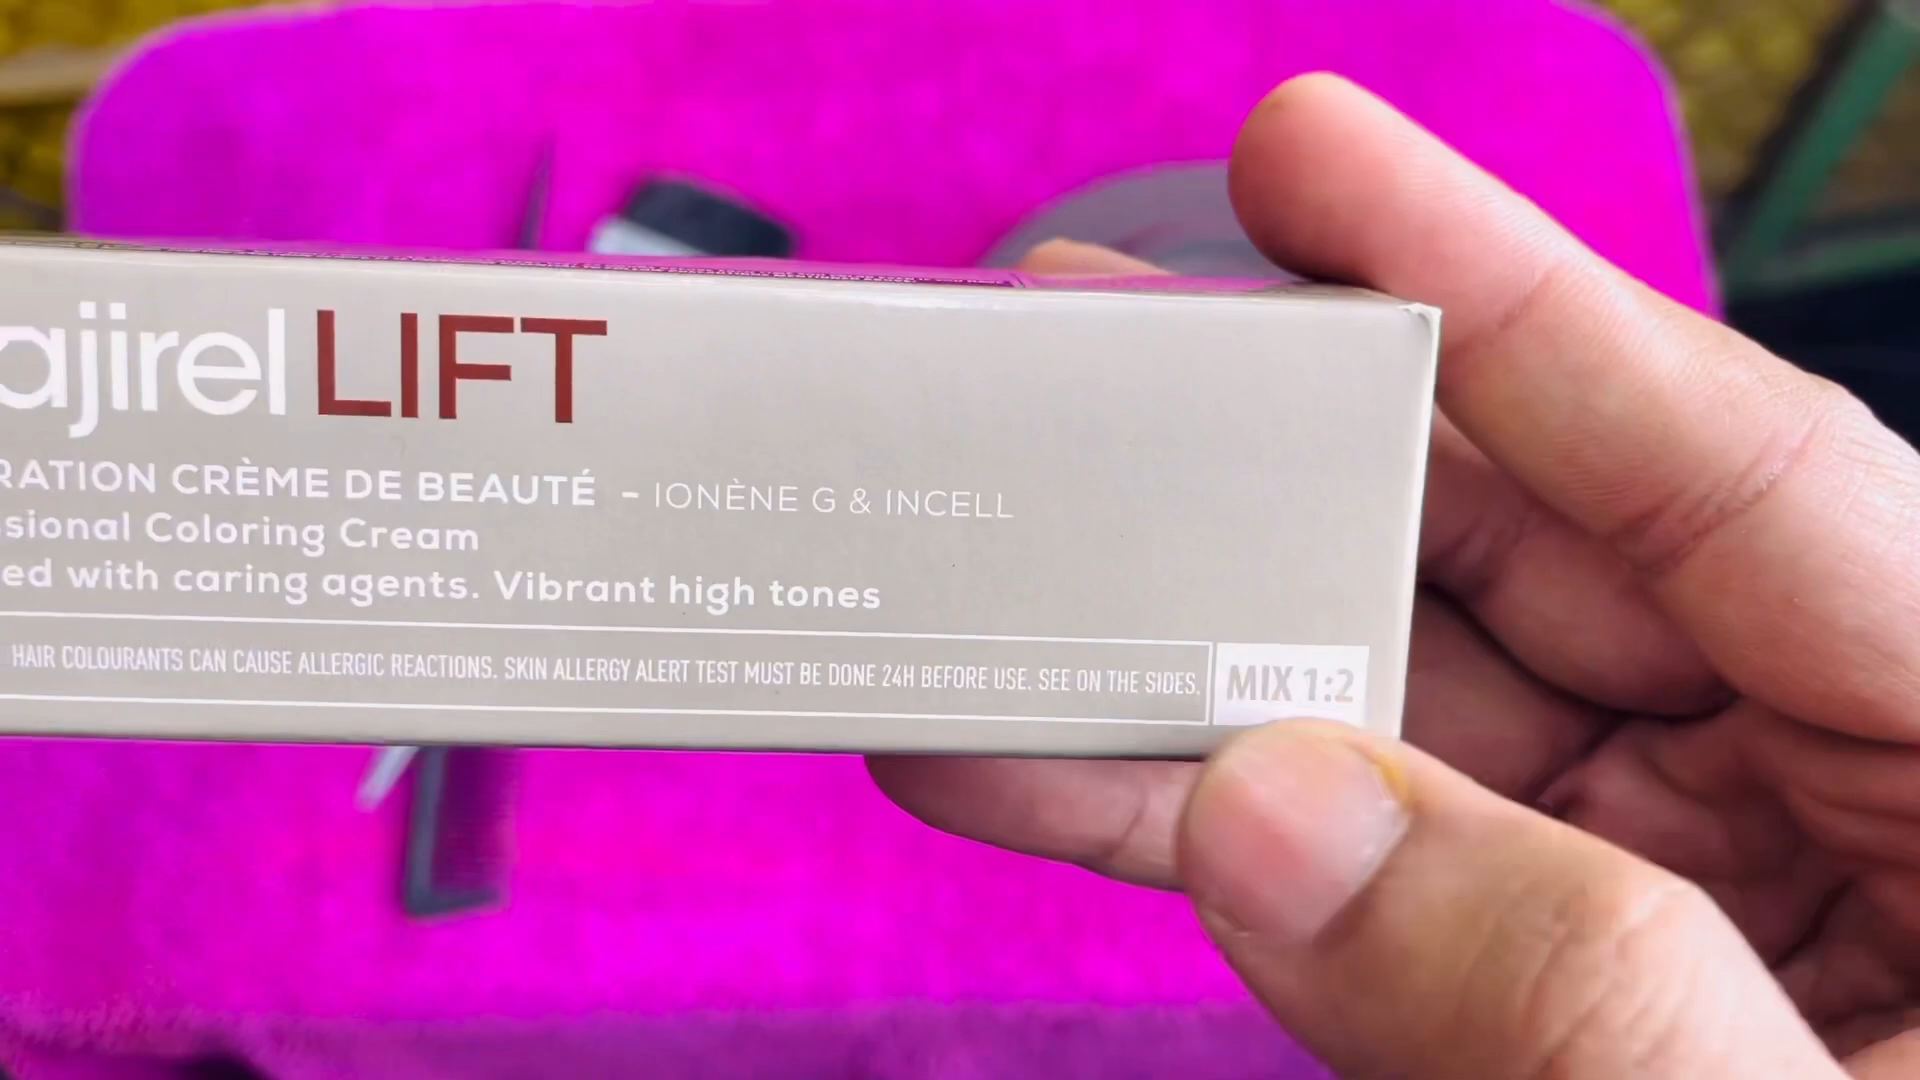 ajirel LIFT
RATION CRÈME DE BEAUTÉ - IONÈNE G & INCELL
sional Coloring Cream
ed with caring agents. Vibrant high tones
HAIR COLOURANTS CAN CAUSE ALLERGIC REACTIONS. SKIN ALLERGY ALERT TEST MUST BE DONE 24H BEFORE USE. SEE ON THE SIDES.
MIX 1:2